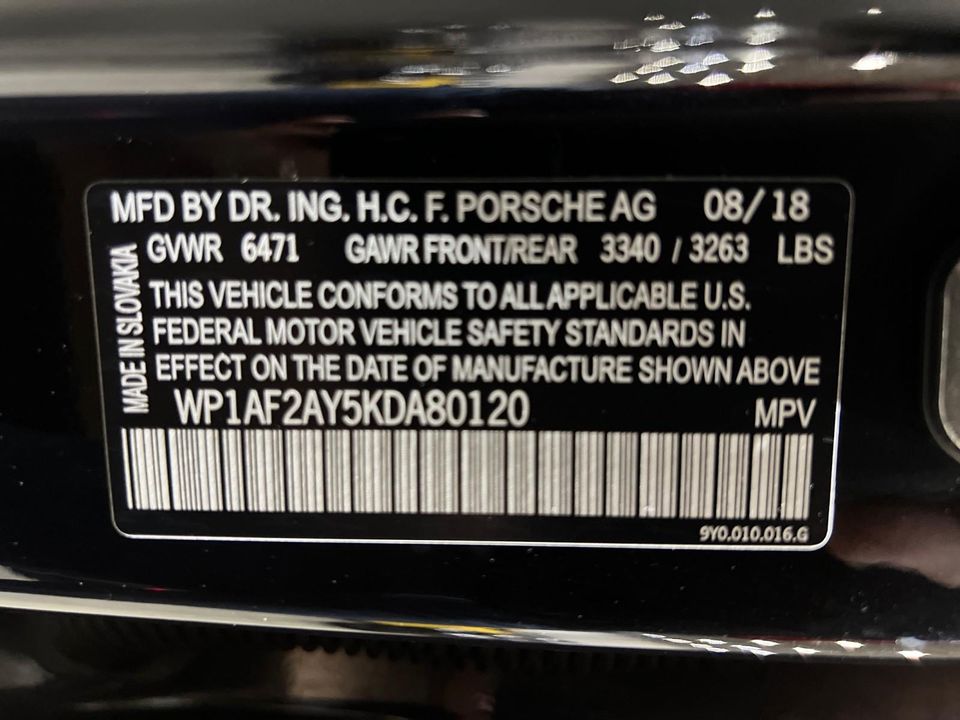 MFD BY DR. ING. H.C. F. PORSCHE AG 08/18
GVWR 6471 GAWR FRONT/REAR 3340 / 3263 LBS
MADE IN SLOVAKIA
THIS VEHICLE CONFORMS TO ALL APPLICABLE U.S.
FEDERAL MOTOR VEHICLE SAFETY STANDARDS IN
EFFECT ON THE DATE OF MANUFACTURE SHOWN ABOVE
WP1AF2AY5KDA80120 MPV
9Y0.010.016.G